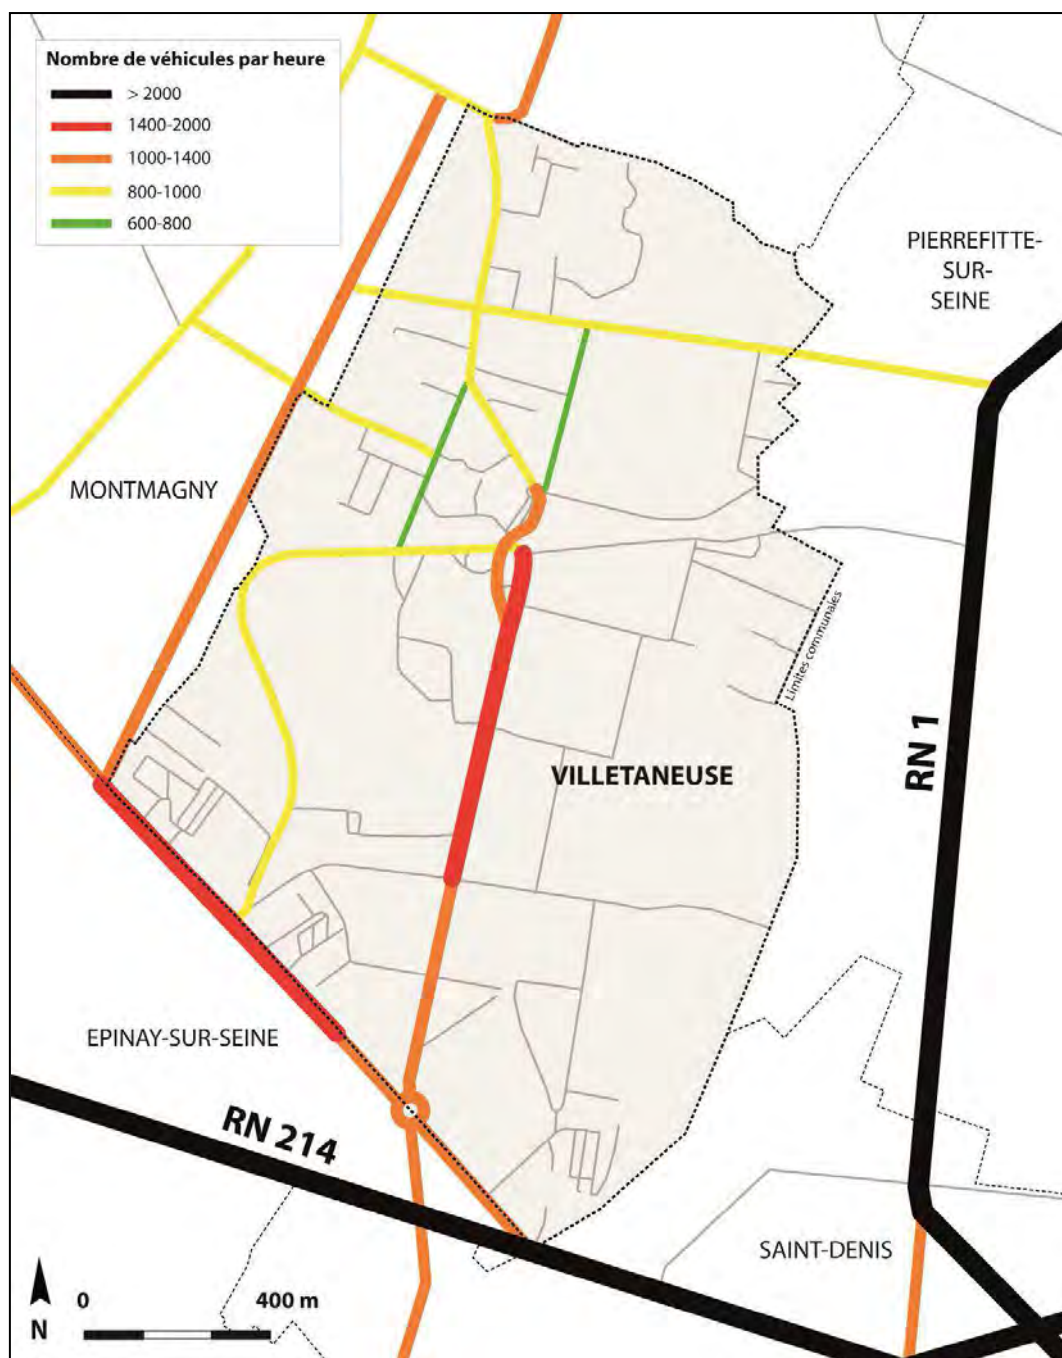 Nombre de véhicules par heure
> 2000
1400-2000
1000-1400
800-1000
600-800
PIERREFITTE-
SUR-
SEINE
MONTMAGNY
Limites communales
RN 1
VILLETANEUSE
EPINAY-SUR-SEINE
RN 214
SAINT-DENIS
0 400 m
N